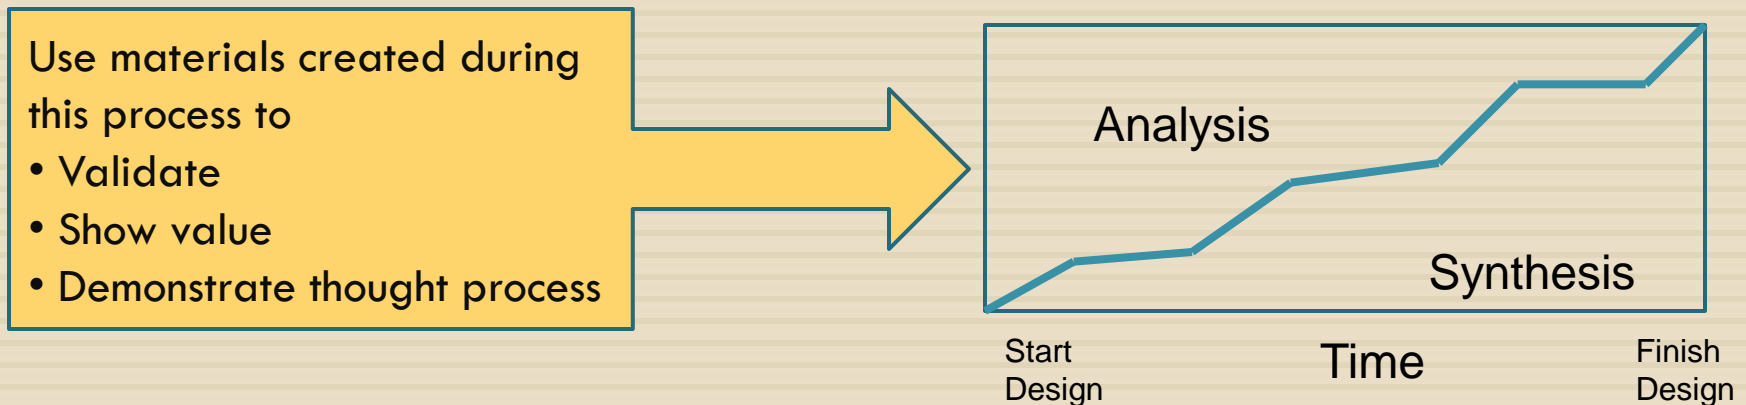 Use materials created during
this process to
• Validate
• Show value
• Demonstrate thought process
Analysis
Synthesis
Start
Design
Time
Finish
Design